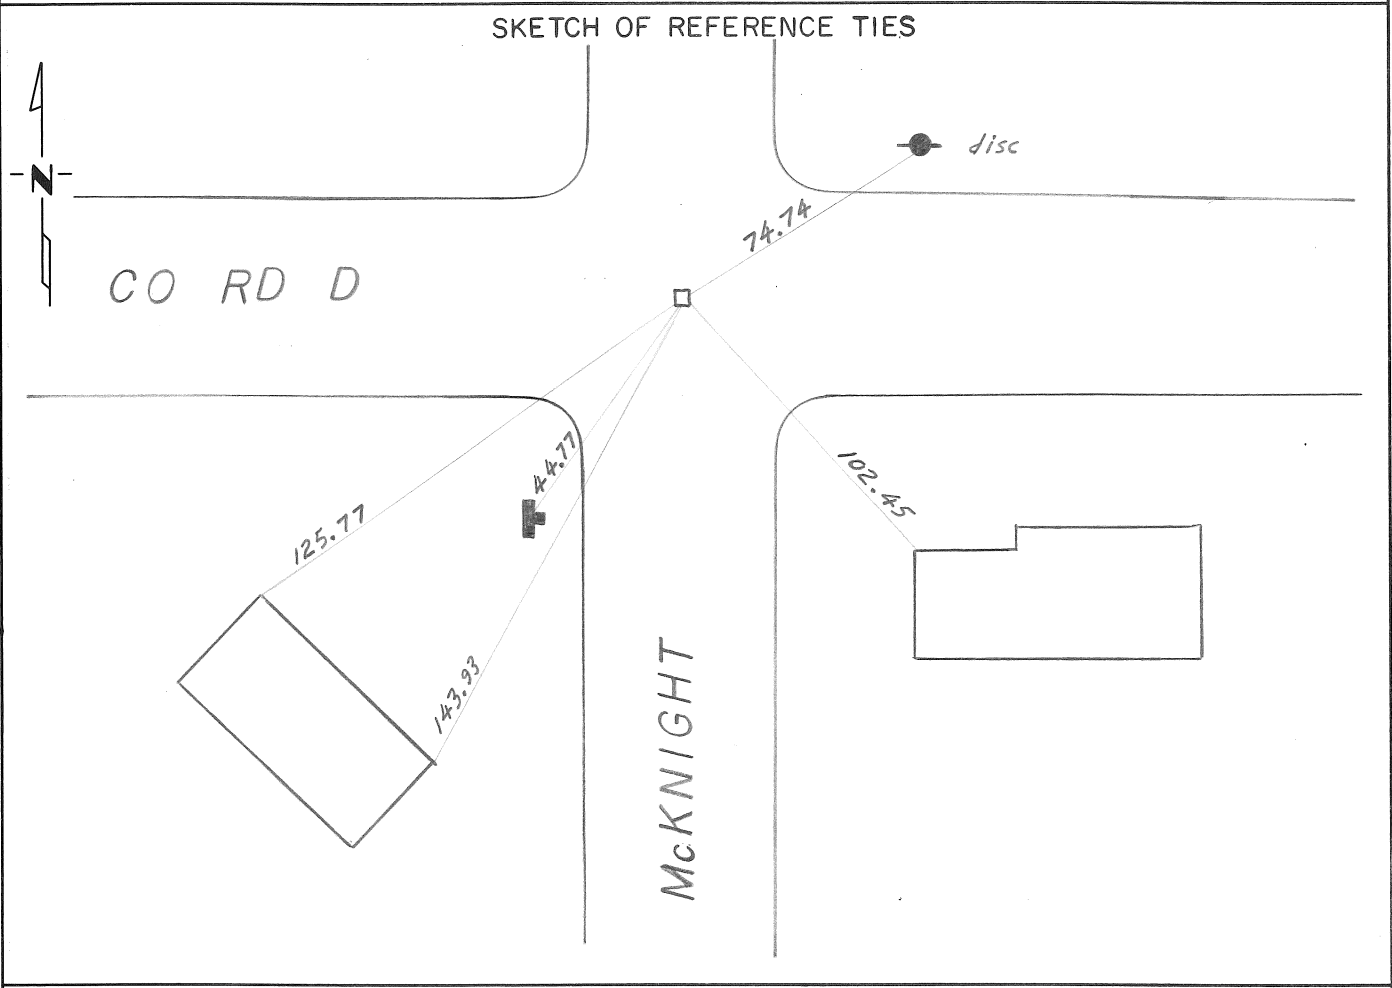 SKETCH OF REFERENCE TIES
disc
N
74.74
CO RD D
44.77
102.45
125.77
143.93
McKNIGHT